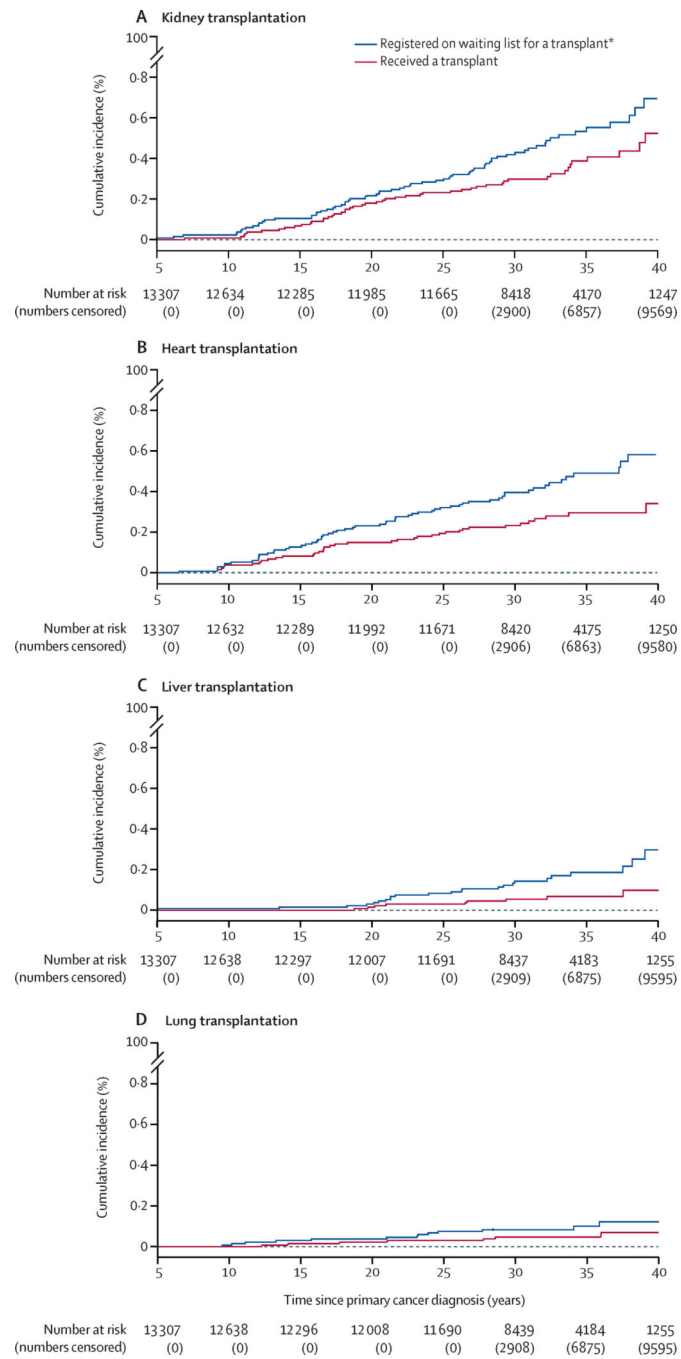 A Kidney transplantation
Registered on waiting list for a transplant*
Received a transplant
Cumulative incidence (%)
100
0·8
0·6
0·4
0·2
0
5 10 15 20 25 30 35 40
Number at risk 13307 12634 12285 11985 11665 8418 4170 1247
(numbers censored) (0) (0) (0) (0) (0) (2900) (6857) (9569)
B Heart transplantation
Cumulative incidence (%)
100
0·8
0·6
0·4
0·2
0
5 10 15 20 25 30 35 40
Number at risk 13307 12632 12289 11992 11671 8420 4175 1250
(numbers censored) (0) (0) (0) (0) (0) (2906) (6863) (9580)
C Liver transplantation
Cumulative incidence (%)
100
0·8
0·6
0·4
0·2
0
5 10 15 20 25 30 35 40
Number at risk 13307 12638 12297 12007 11691 8437 4183 1255
(numbers censored) (0) (0) (0) (0) (0) (2909) (6875) (9595)
D Lung transplantation
Cumulative incidence (%)
100
0·8
0·6
0·4
0·2
0
5 10 15 20 25 30 35 40
Time since primary cancer diagnosis (years)
Number at risk 13307 12638 12296 12008 11690 8439 4184 1255
(numbers censored) (0) (0) (0) (0) (0) (2908) (6875) (9595)